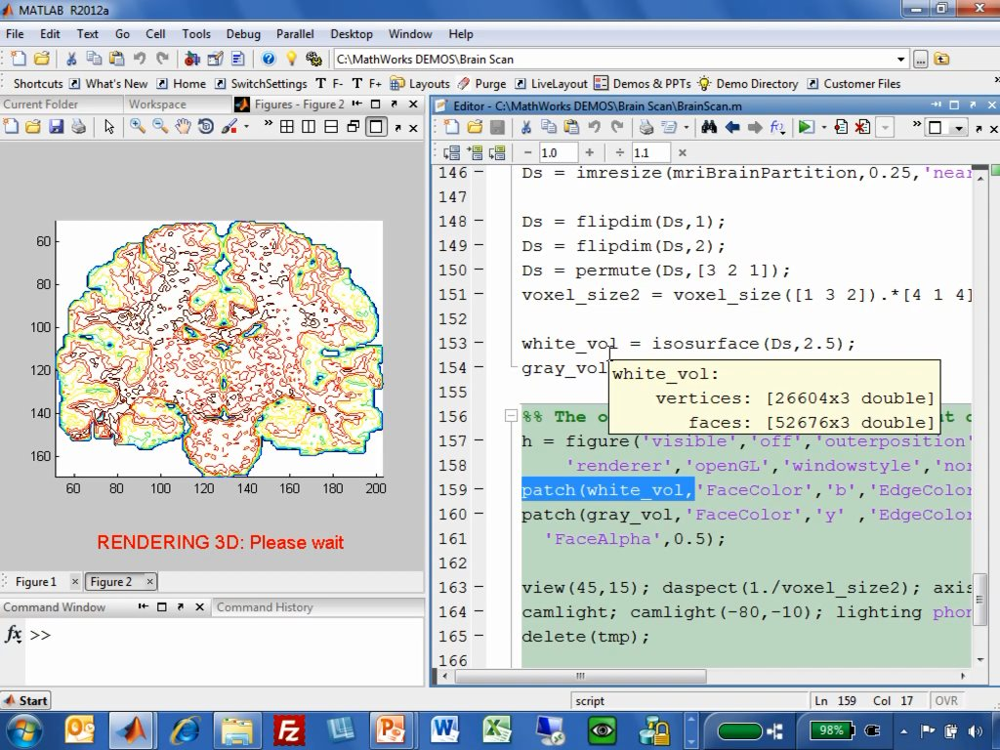 MATLAB R2012a
File Edit Text Go Cell Tools Debug Parallel Desktop Window Help
C:\MathWorks DEMOS\Brain Scan
Shortcuts What's New Home SwitchSettings T F- T F+ Layouts Purge LiveLayout Demos & PPTs Demo Directory Customer Files
Current Folder Workspace Figures - Figure 2
Editor - C:\MathWorks DEMOS\Brain Scan\BrainScan.m
− 1.0 + ÷ 1.1 ×
146 Ds = imresize(mriBrainPartition,0.25,'near
147
148 Ds = flipdim(Ds,1);
149 Ds = flipdim(Ds,2);
150 Ds = permute(Ds,[3 2 1]);
151 voxel_size2 = voxel_size([1 3 2]).*[4 1 4]
152
153 white_vol = isosurface(Ds,2.5);
154 gray_vol
white_vol:
vertices: [26604x3 double]
faces: [52676x3 double]
155
156 %% The o
157 h = figure('visible','off','outerposition'
158 'renderer','openGL','windowstyle','nor
159 patch(white_vol,'FaceColor','b','EdgeColor
160 patch(gray_vol,'FaceColor','y' ,'EdgeColor
161 'FaceAlpha',0.5);
162
163 view(45,15); daspect(1./voxel_size2); axis
164 camlight; camlight(-80,-10); lighting phon
165 delete(tmp);
166
60
80
100
120
140
160
60 80 100 120 140 160 180 200
RENDERING 3D: Please wait
Figure 1 Figure 2
Command Window Command History
fx >>
Start script Ln 159 Col 17 OVR
98%